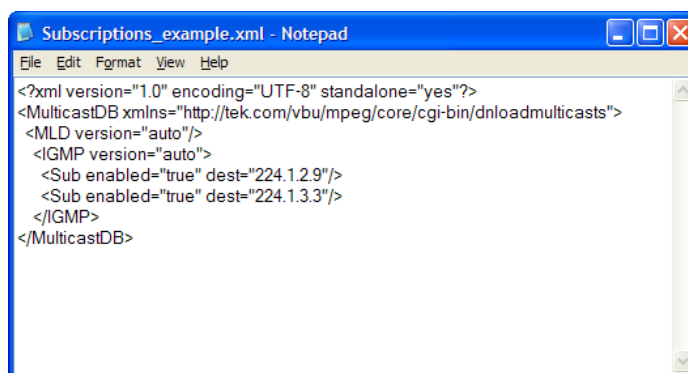 Subscriptions_example.xml - Notepad
File Edit Format View Help
<?xml version="1.0" encoding="UTF-8" standalone="yes"?>
<MulticastDB xmlns="http://tek.com/vbu/mpeg/core/cgi-bin/dnloadmulticasts">
<MLD version="auto"/>
<IGMP version="auto">
<Sub enabled="true" dest="224.1.2.9"/>
<Sub enabled="true" dest="224.1.3.3"/>
</IGMP>
</MulticastDB>